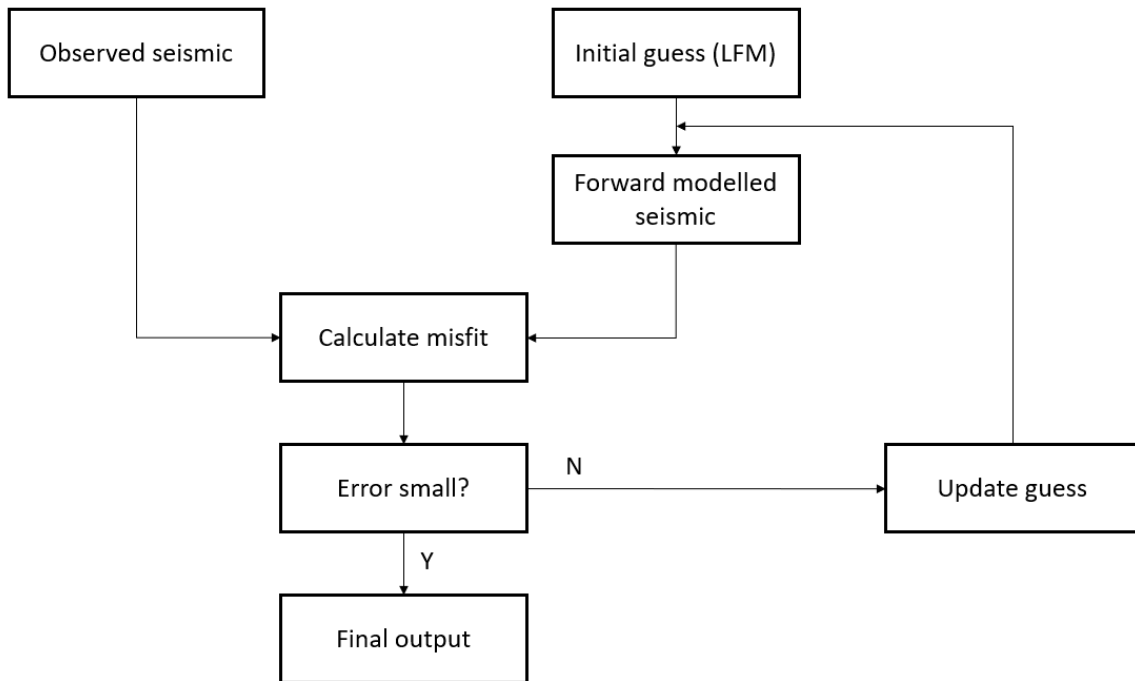 Observed seismic
Initial guess (LFM)
Forward modelled
seismic
Calculate misfit
Error small?
N
Update guess
Y
Final output